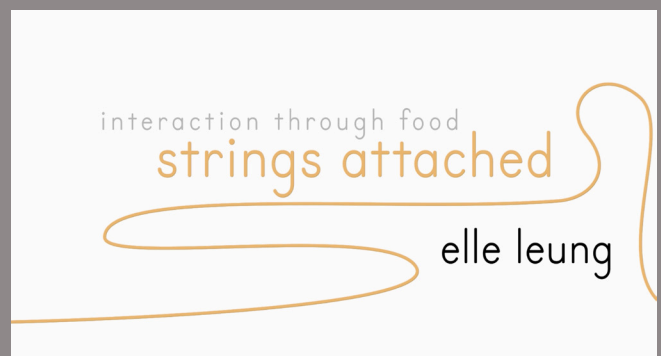 interaction through food
strings attached
elle leung